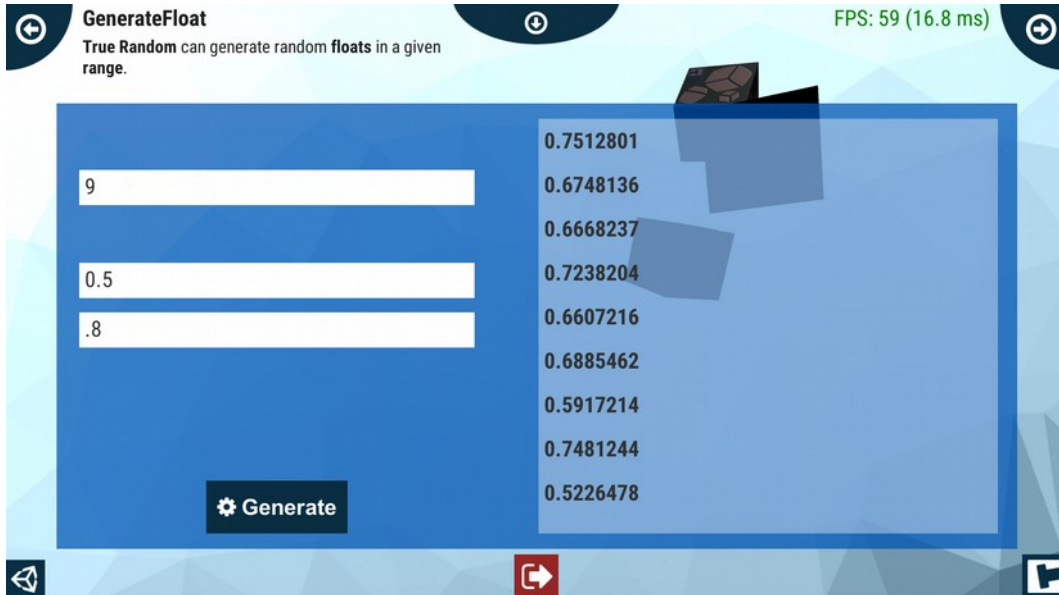 GenerateFloat
True Random can generate random floats in a given
range.
FPS: 59 (16.8 ms)
9
0.5
.8
Generate
0.7512801
0.6748136
0.6668237
0.7238204
0.6607216
0.6885462
0.5917214
0.7481244
0.5226478